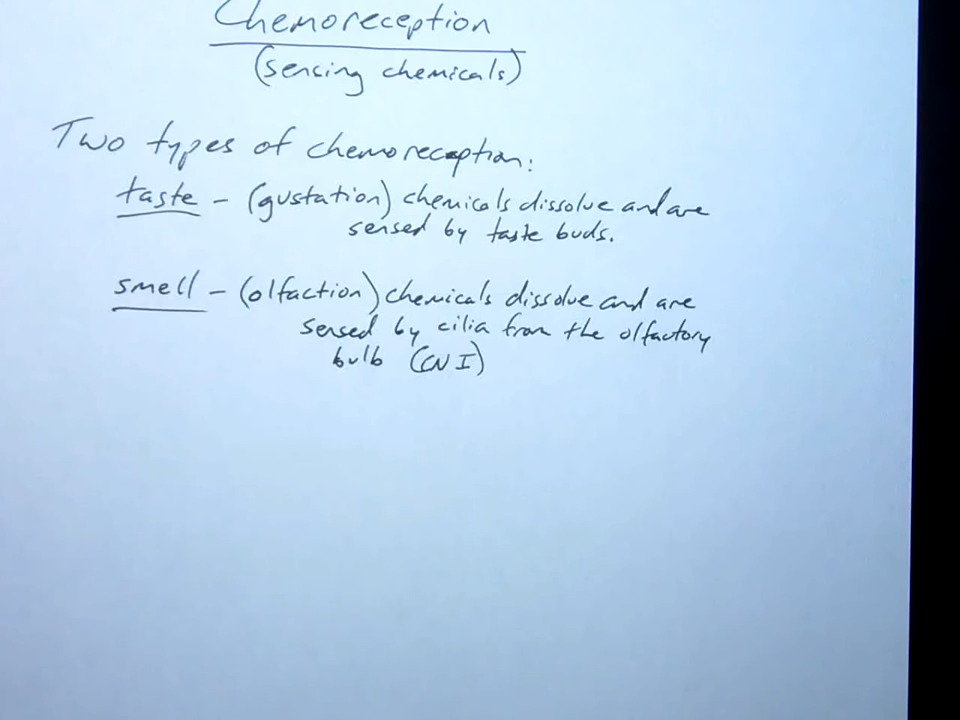 Chemoreception
(sensing chemicals)
Two types of chemoreception:
taste - (gustation) chemicals dissolve and are
sensed by taste buds.
smell - (olfaction) chemicals dissolve and are
sensed by cilia from the olfactory
bulb (CN I)